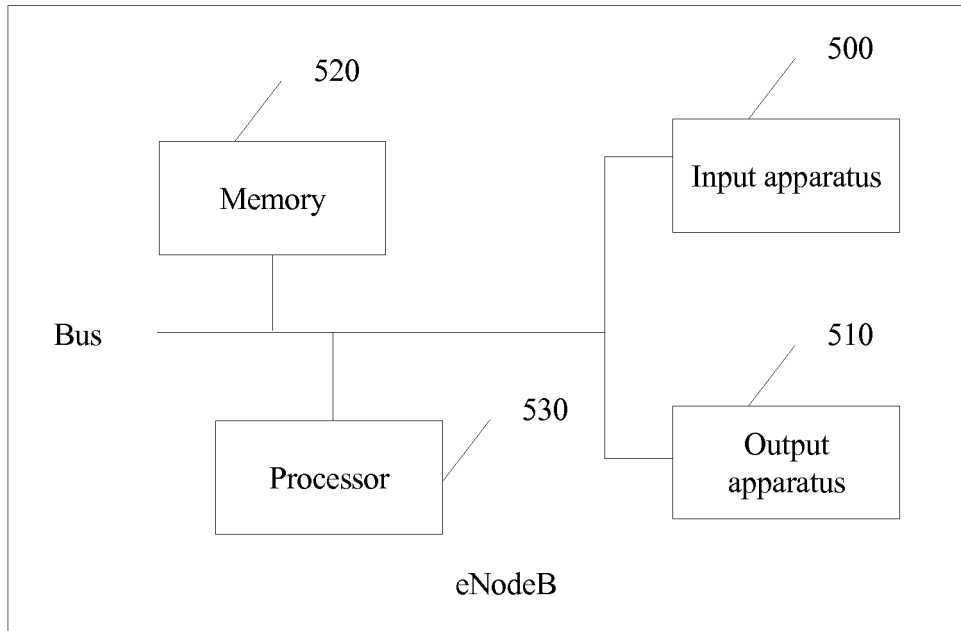 500
520
Input apparatus
Memory
Bus
510
530
Output
apparatus
Processor
eNodeB